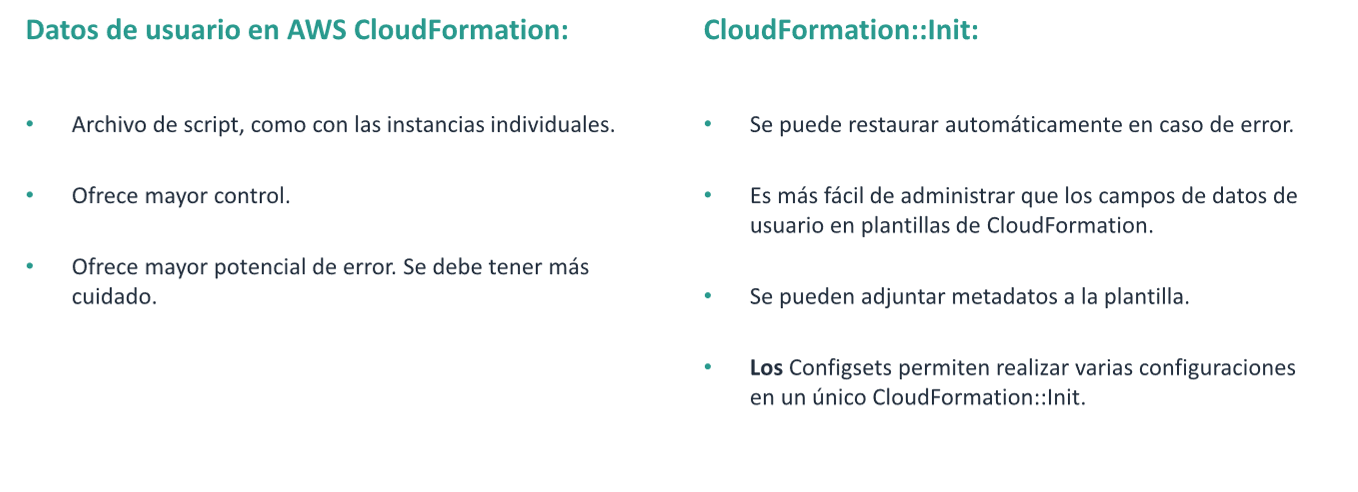 Datos de usuario en AWS CloudFormation:
• Archivo de script, como con las instancias individuales.
• Ofrece mayor control.
• Ofrece mayor potencial de error. Se debe tener más
cuidado.
CloudFormation::Init:
• Se puede restaurar automáticamente en caso de error.
• Es más fácil de administrar que los campos de datos de
usuario en plantillas de CloudFormation.
• Se pueden adjuntar metadatos a la plantilla.
• Los Configsets permiten realizar varias configuraciones
en un único CloudFormation::Init.